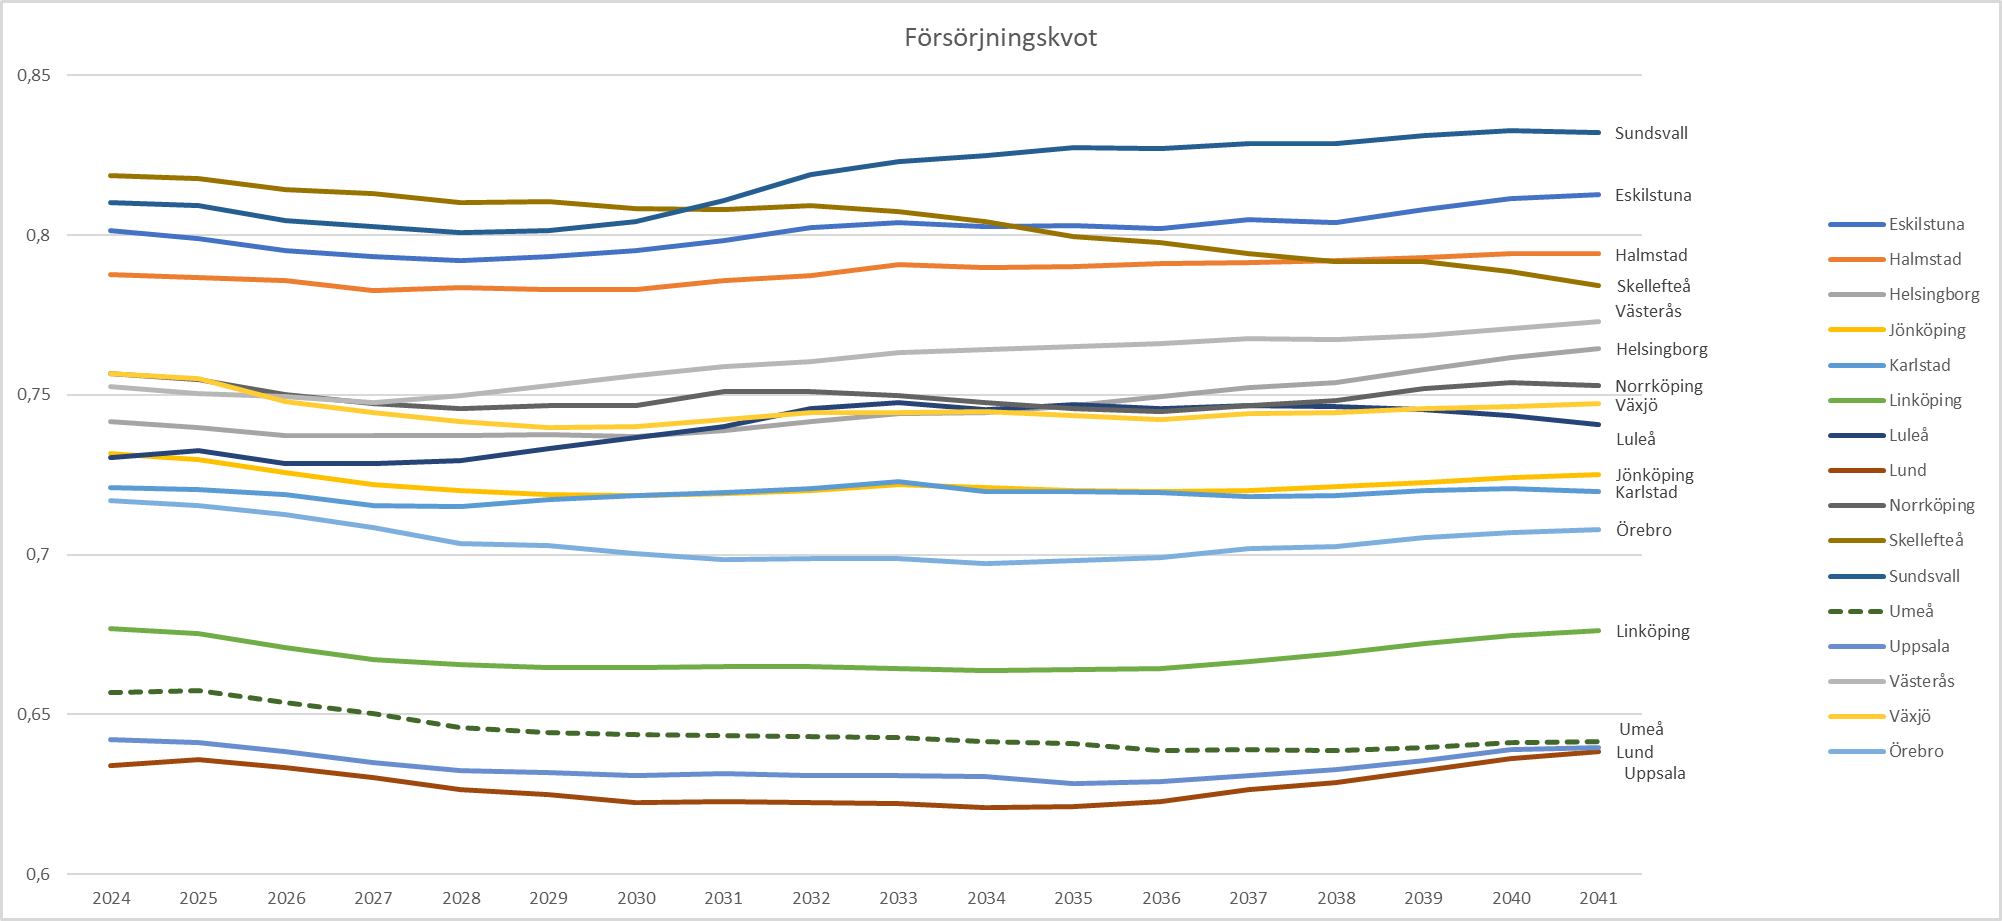 Försörjningskvot
0,85
0,8
0,75
0,7
0,65
0,6
2024 2025 2026 2027 2028 2029 2030 2031 2032 2033 2034 2035 2036 2037 2038 2039 2040 2041
Sundsvall
Eskilstuna
Halmstad
Skellefteå
Västerås
Helsingborg
Norrköping
Växjö
Luleå
Jönköping
Karlstad
Örebro
Linköping
Umeå
Lund
Uppsala
Eskilstuna
Halmstad
Helsingborg
Jönköping
Karlstad
Linköping
Luleå
Lund
Norrköping
Skellefteå
Sundsvall
Umeå
Uppsala
Västerås
Växjö
Örebro